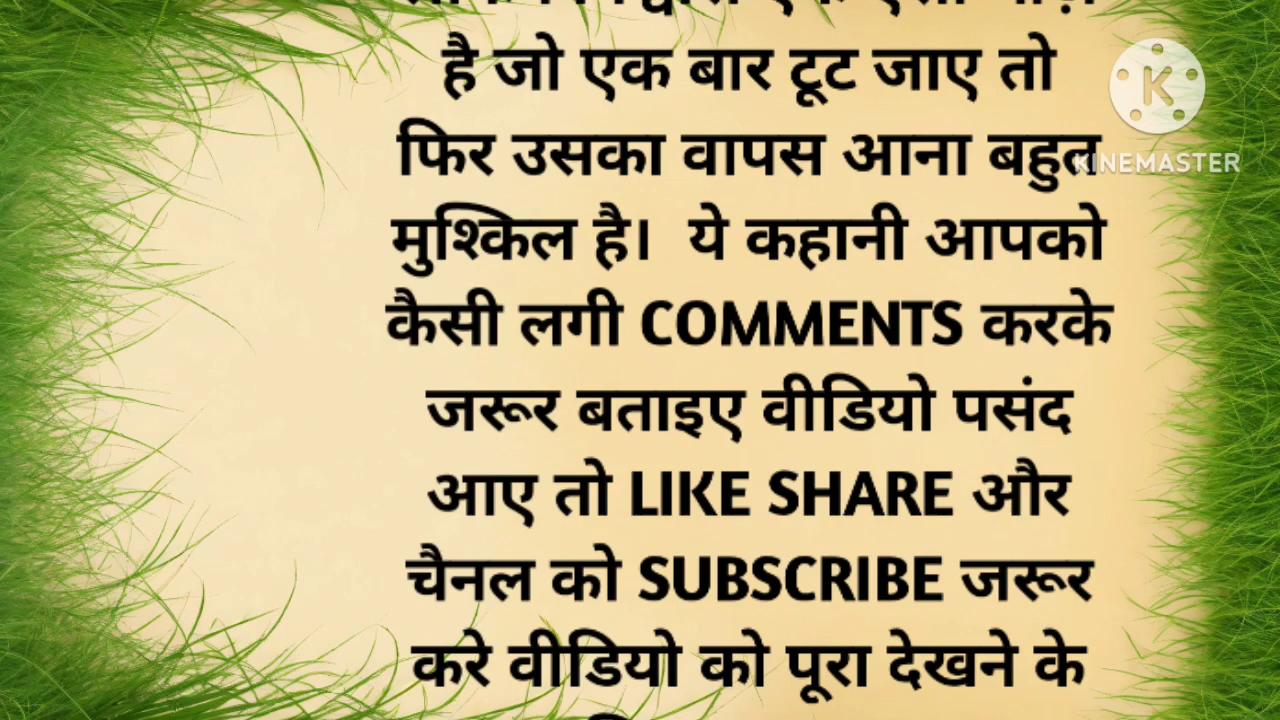 है जो एक बार टूट जाए तो
फिर उसका वापस आना बहुत
मुश्किल है।  ये कहानी आपको
कैसी लगी COMMENTS करके
जरूर बताइए वीडियो पसंद
आए तो LIKE SHARE और
चैनल को SUBSCRIBE जरूर
करे वीडियो को पूरा देखने के
K
KINEMASTER